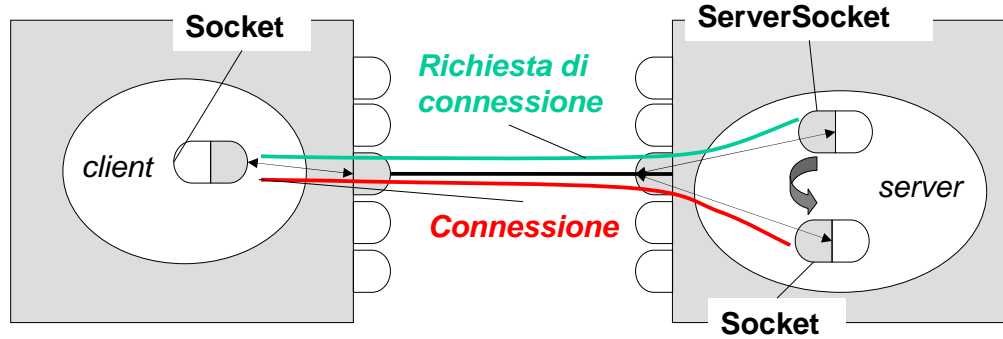 Socket
ServerSocket
Richiesta di
connessione
client
server
Connessione
Socket